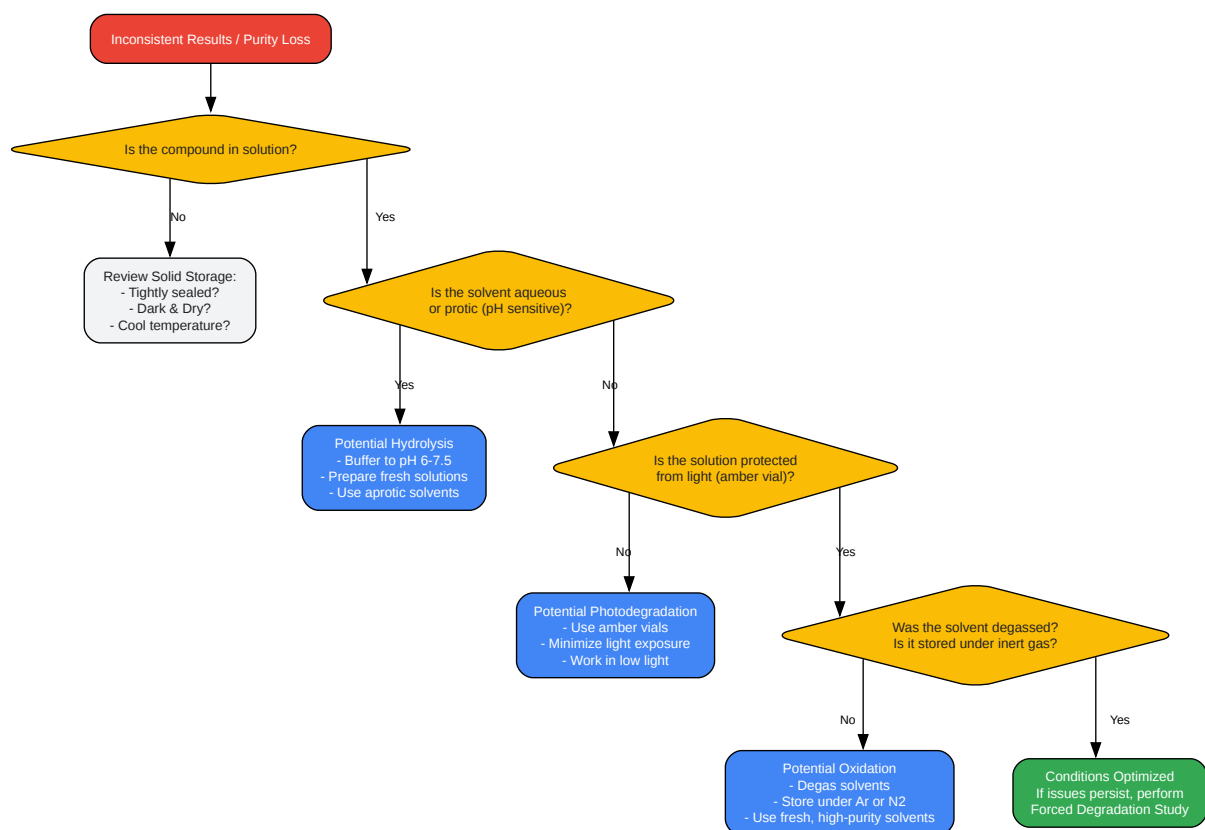 Inconsistent Results / Purity Loss
Is the compound in solution?
No
Yes
Review Solid Storage:
- Tightly sealed?
- Dark & Dry?
- Cool temperature?
Is the solvent aqueous
or protic (pH sensitive)?
Yes
No
Potential Hydrolysis
- Buffer to pH 6-7.5
- Prepare fresh solutions
- Use aprotic solvents
Is the solution protected
from light (amber vial)?
No
Yes
Potential Photodegradation
- Use amber vials
- Minimize light exposure
- Work in low light
Was the solvent degassed?
Is it stored under inert gas?
No
Yes
Potential Oxidation
- Degas solvents
- Store under Ar or N2
- Use fresh, high-purity solvents
Conditions Optimized
If issues persist, perform
Forced Degradation Study